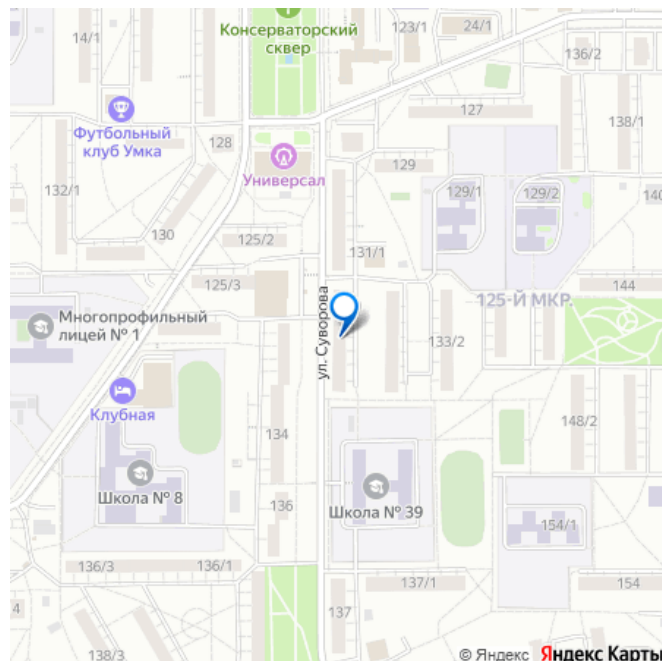 123/1
24/1
14/1
Консерваторский
сквер
136/2
127
138/1
Футбольный
клуб Умка
128
129
Универсал
132/1
129/1
129/2
140
130
125/2
131/1
125/3
144
125-Й МКР.
Многопрофильный
лицей № 1
ул. Суворова
133/2
Клубная
148/2
134
Школа № 8
136
Школа № 39
154/1
136/3
136/1
137/1
154
4
137
138/3
© Яндекс Яндекс Карты